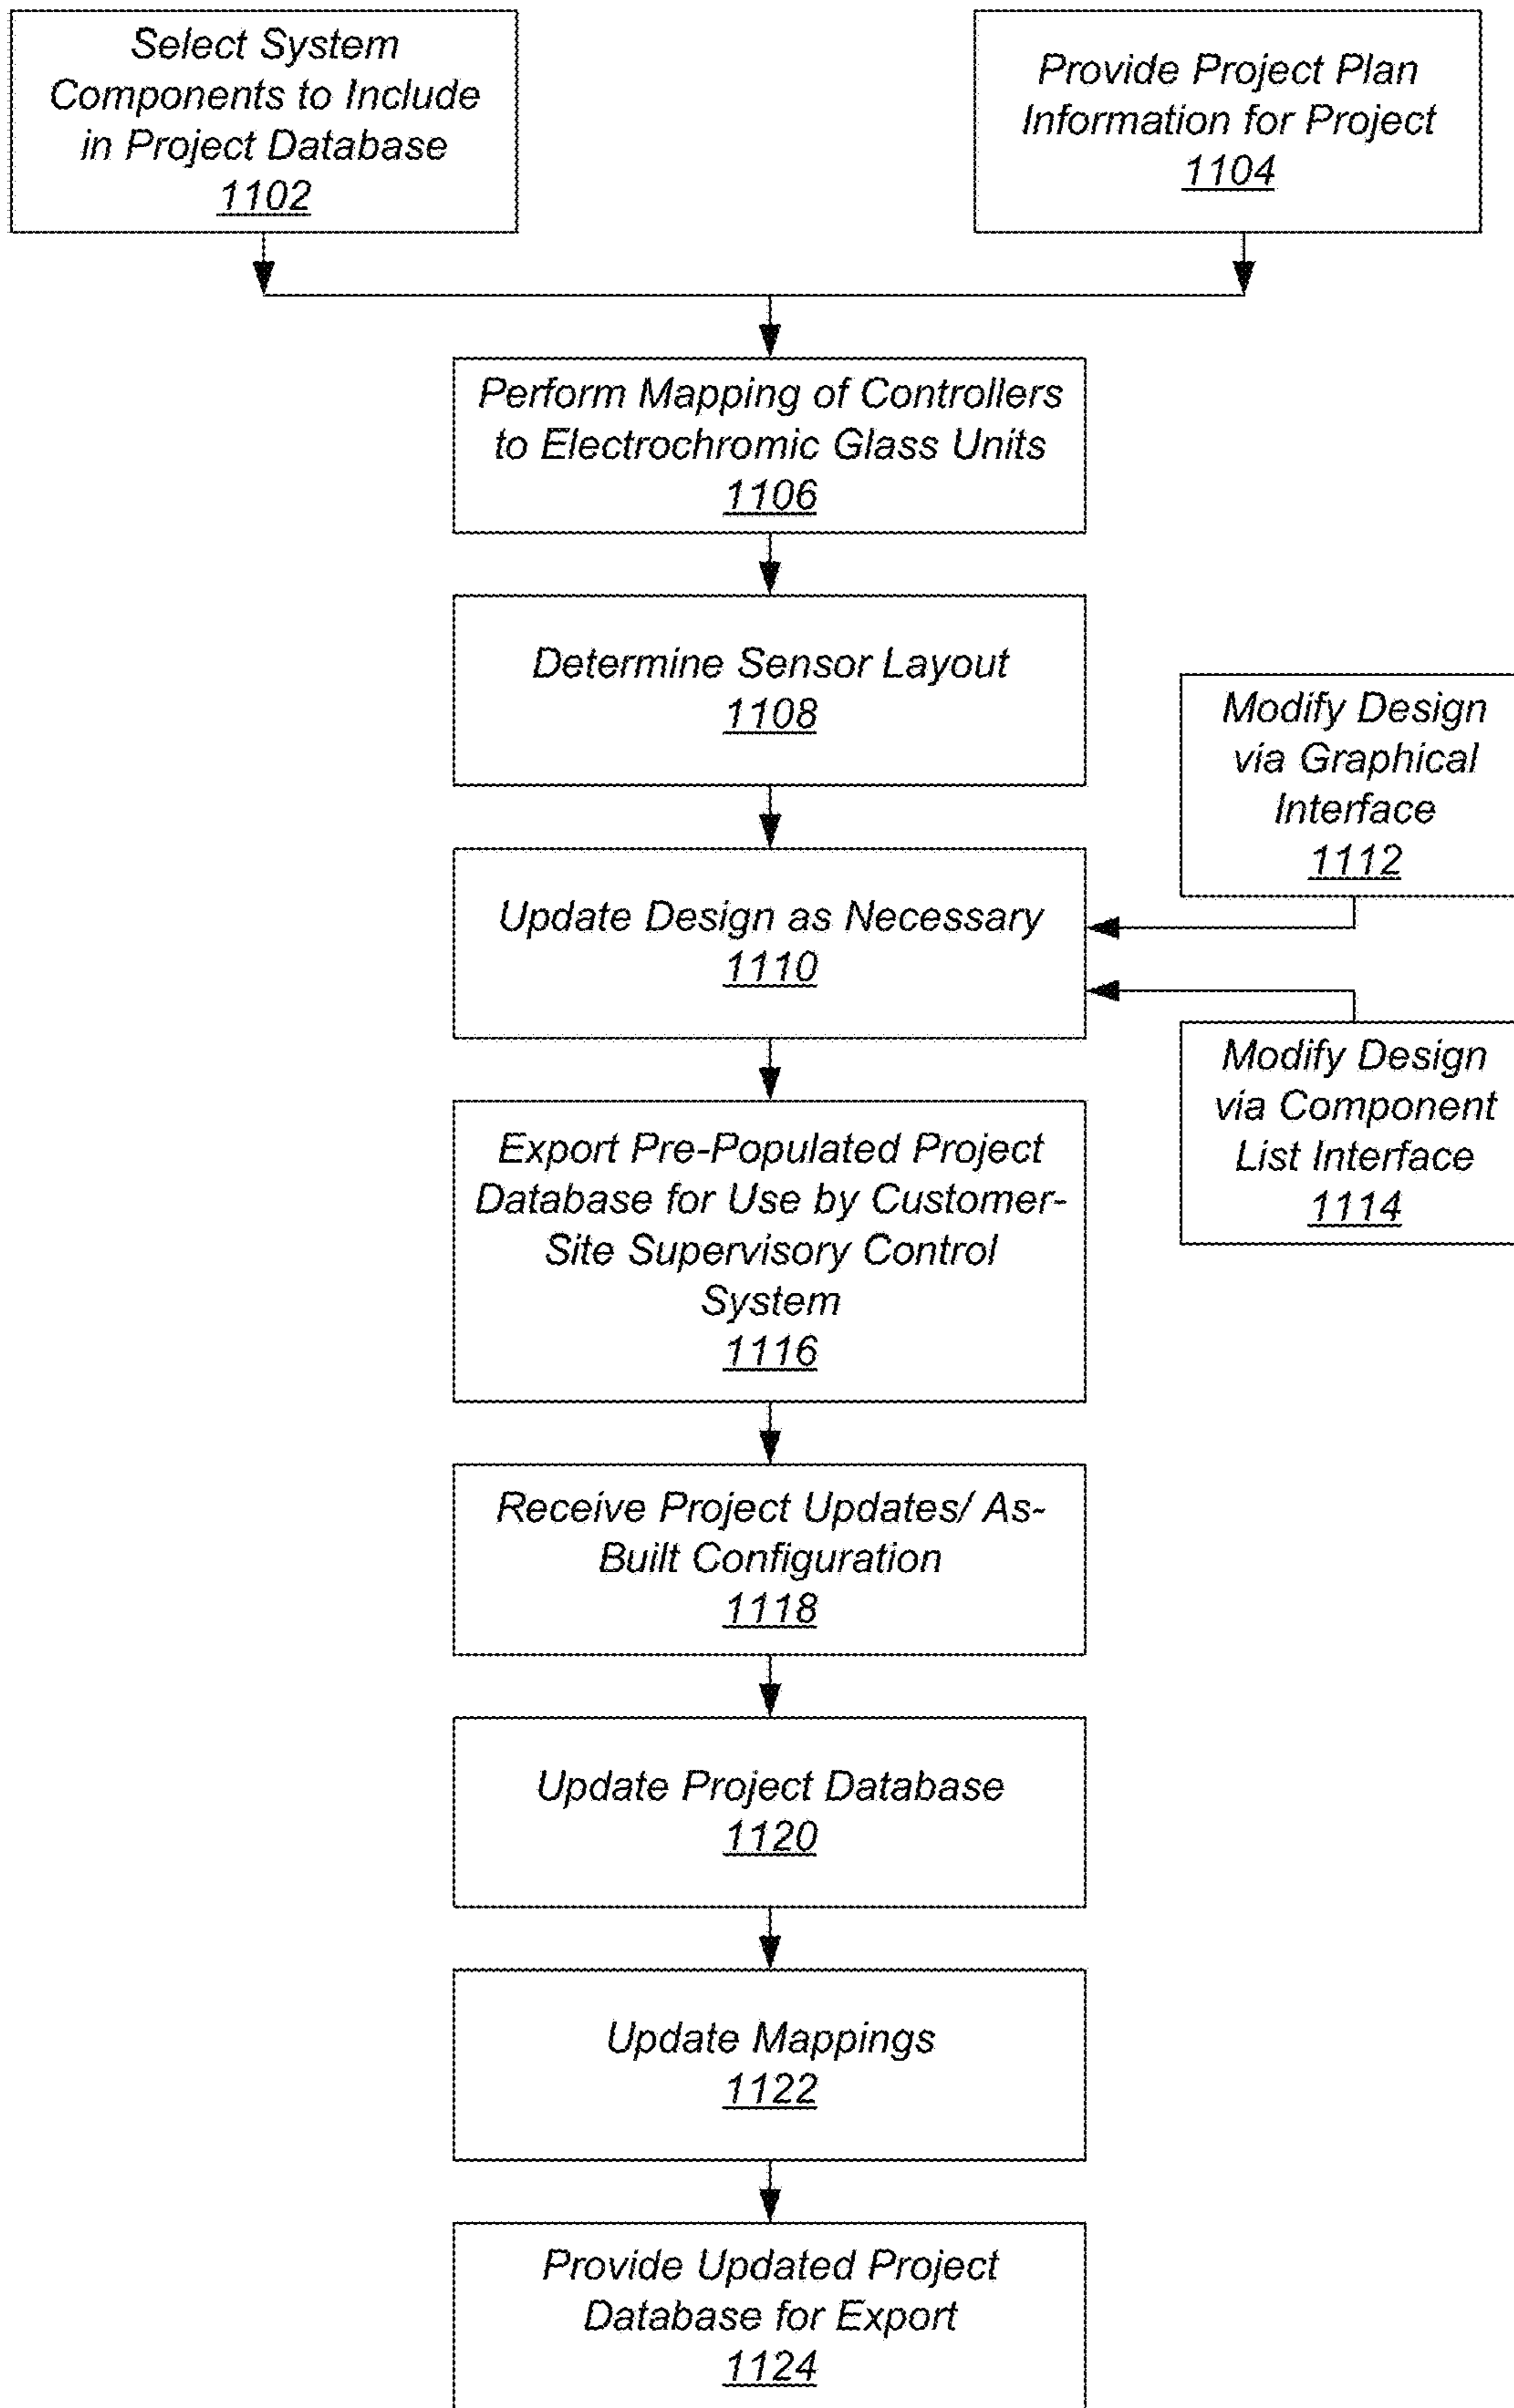 Select System
Components to Include
in Project Database
1102
Provide Project Plan
Information for Project
1104
Perform Mapping of Controllers
to Electrochromic Glass Units
1106
Determine Sensor Layout
1108
Modify Design
via Graphical
Interface
1112
Update Design as Necessary
1110
Modify Design
via Component
List Interface
1114
Export Pre-Populated Project
Database for Use by Customer-
Site Supervisory Control
System
1116
Receive Project Updates/ As-
Built Configuration
1118
Update Project Database
1120
Update Mappings
1122
Provide Updated Project
Database for Export
1124